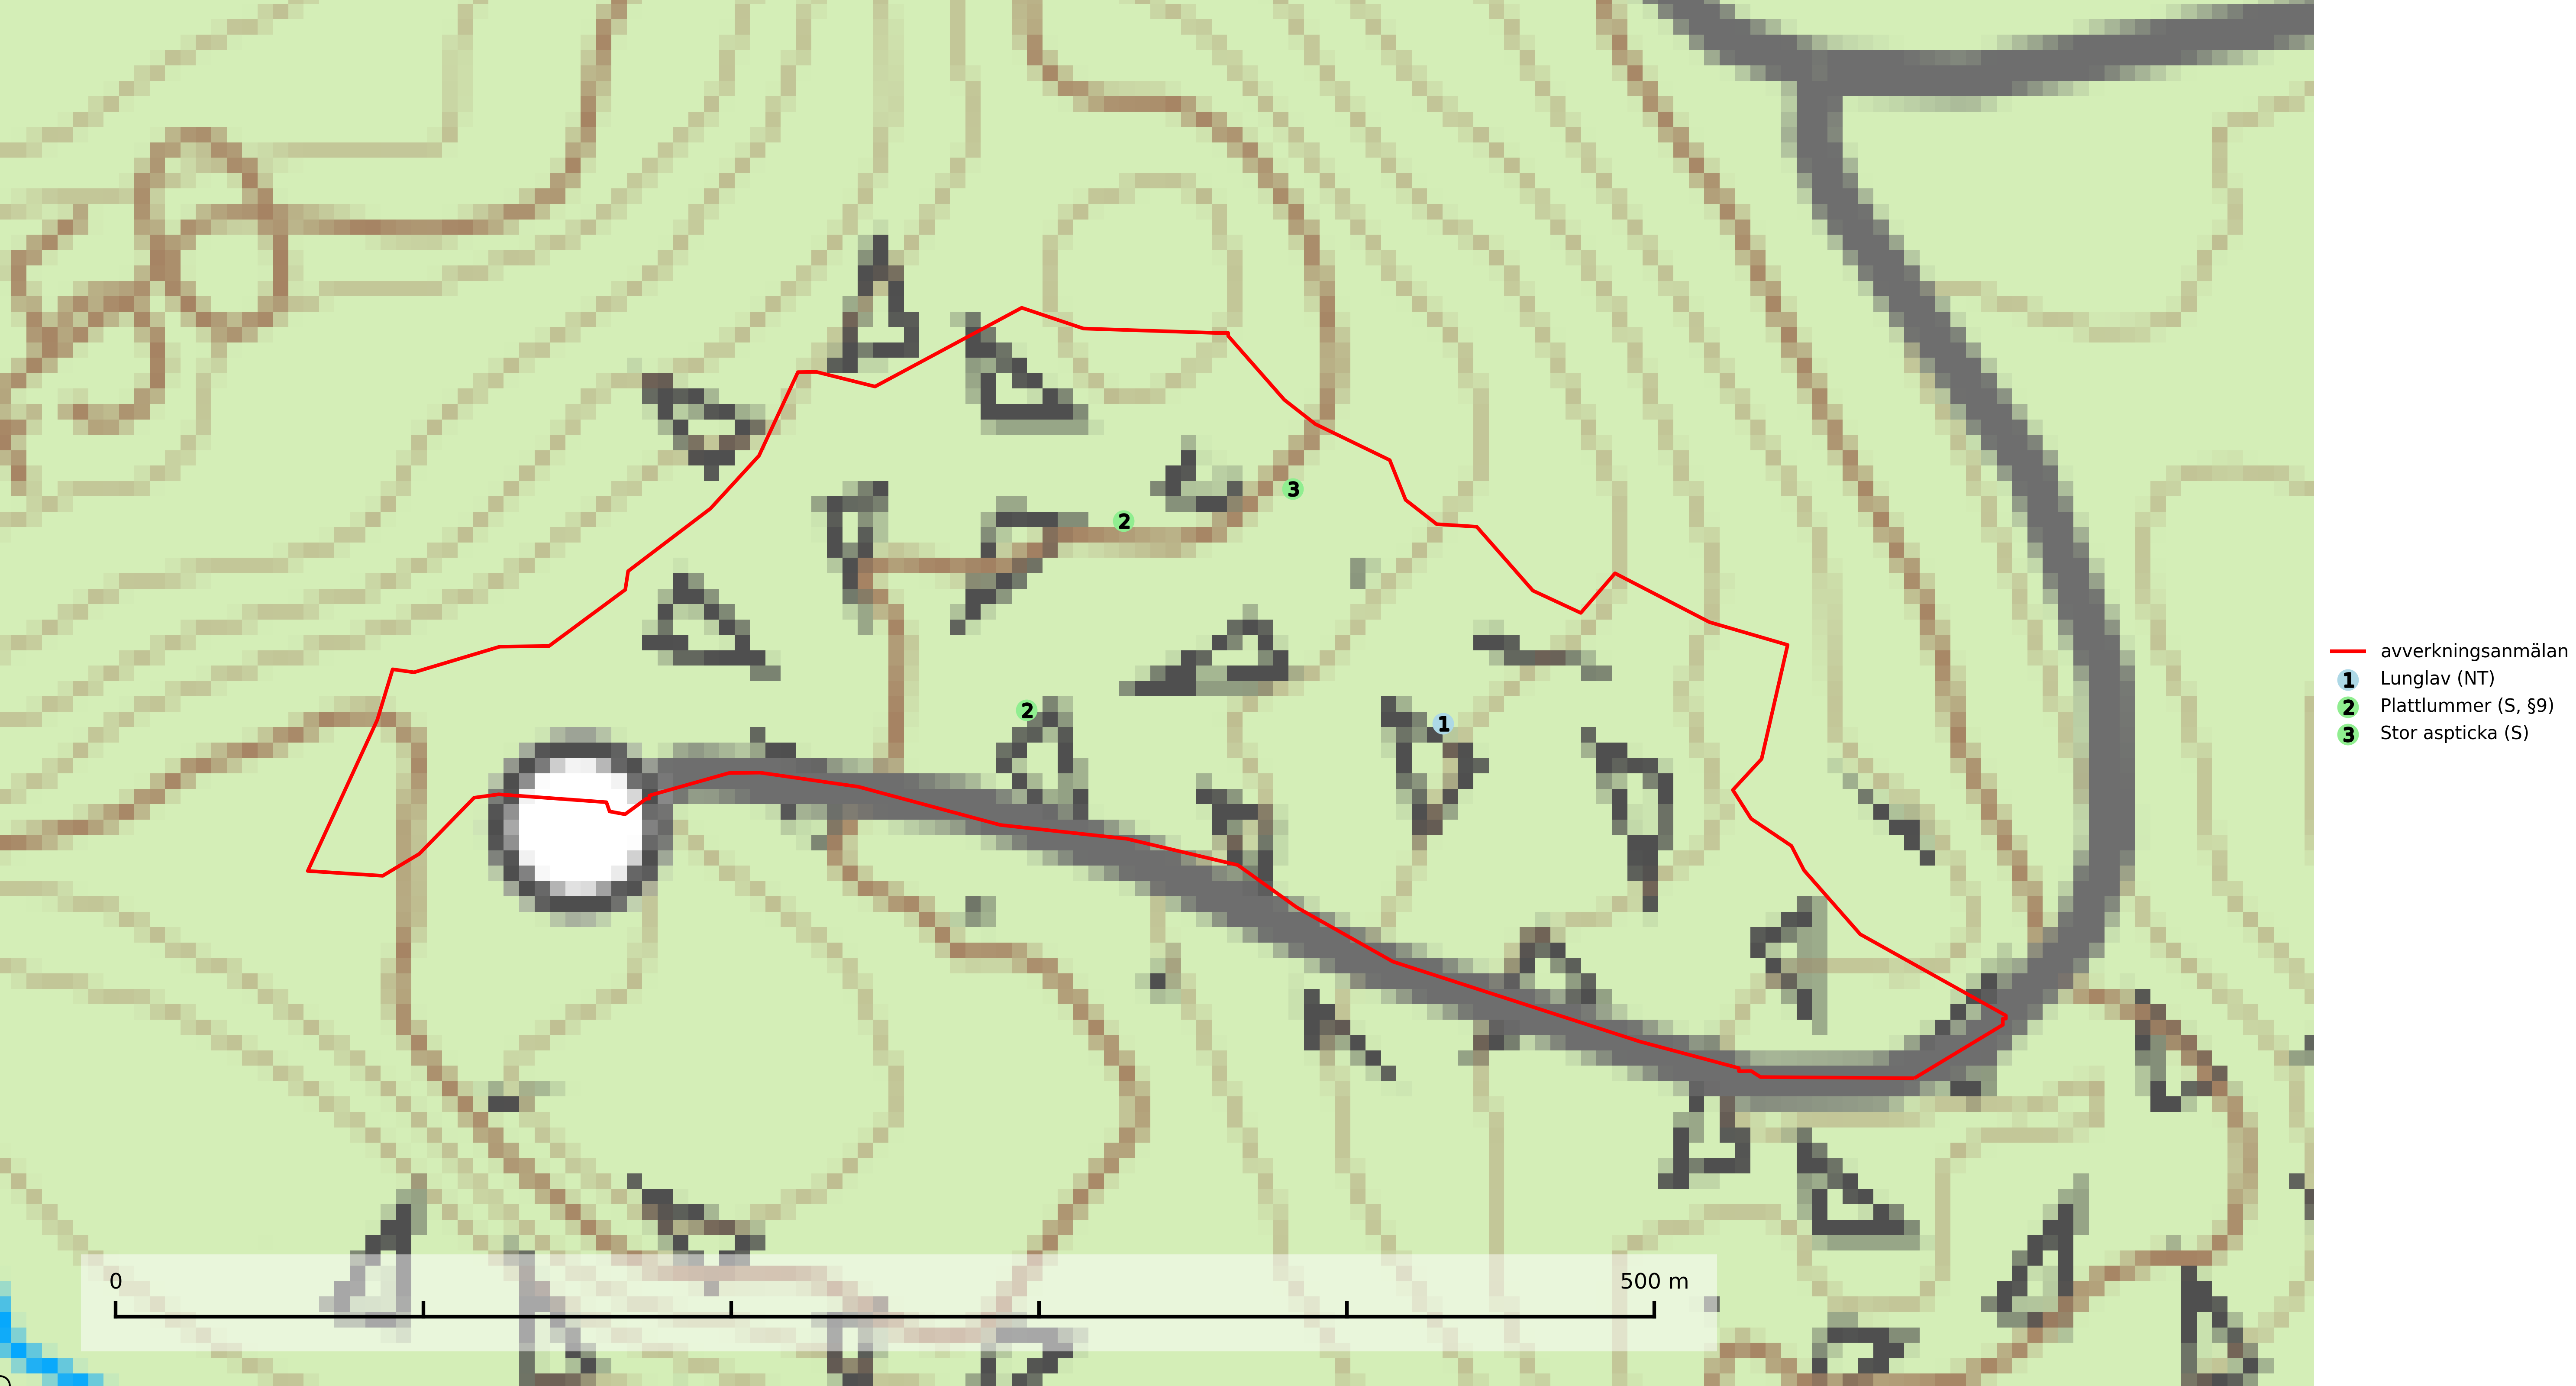 3
2
2
1
avverkningsanmälan
1 Lunglav (NT)
2 Plattlummer (S, §9)
3 Stor aspticka (S)
0 500 m